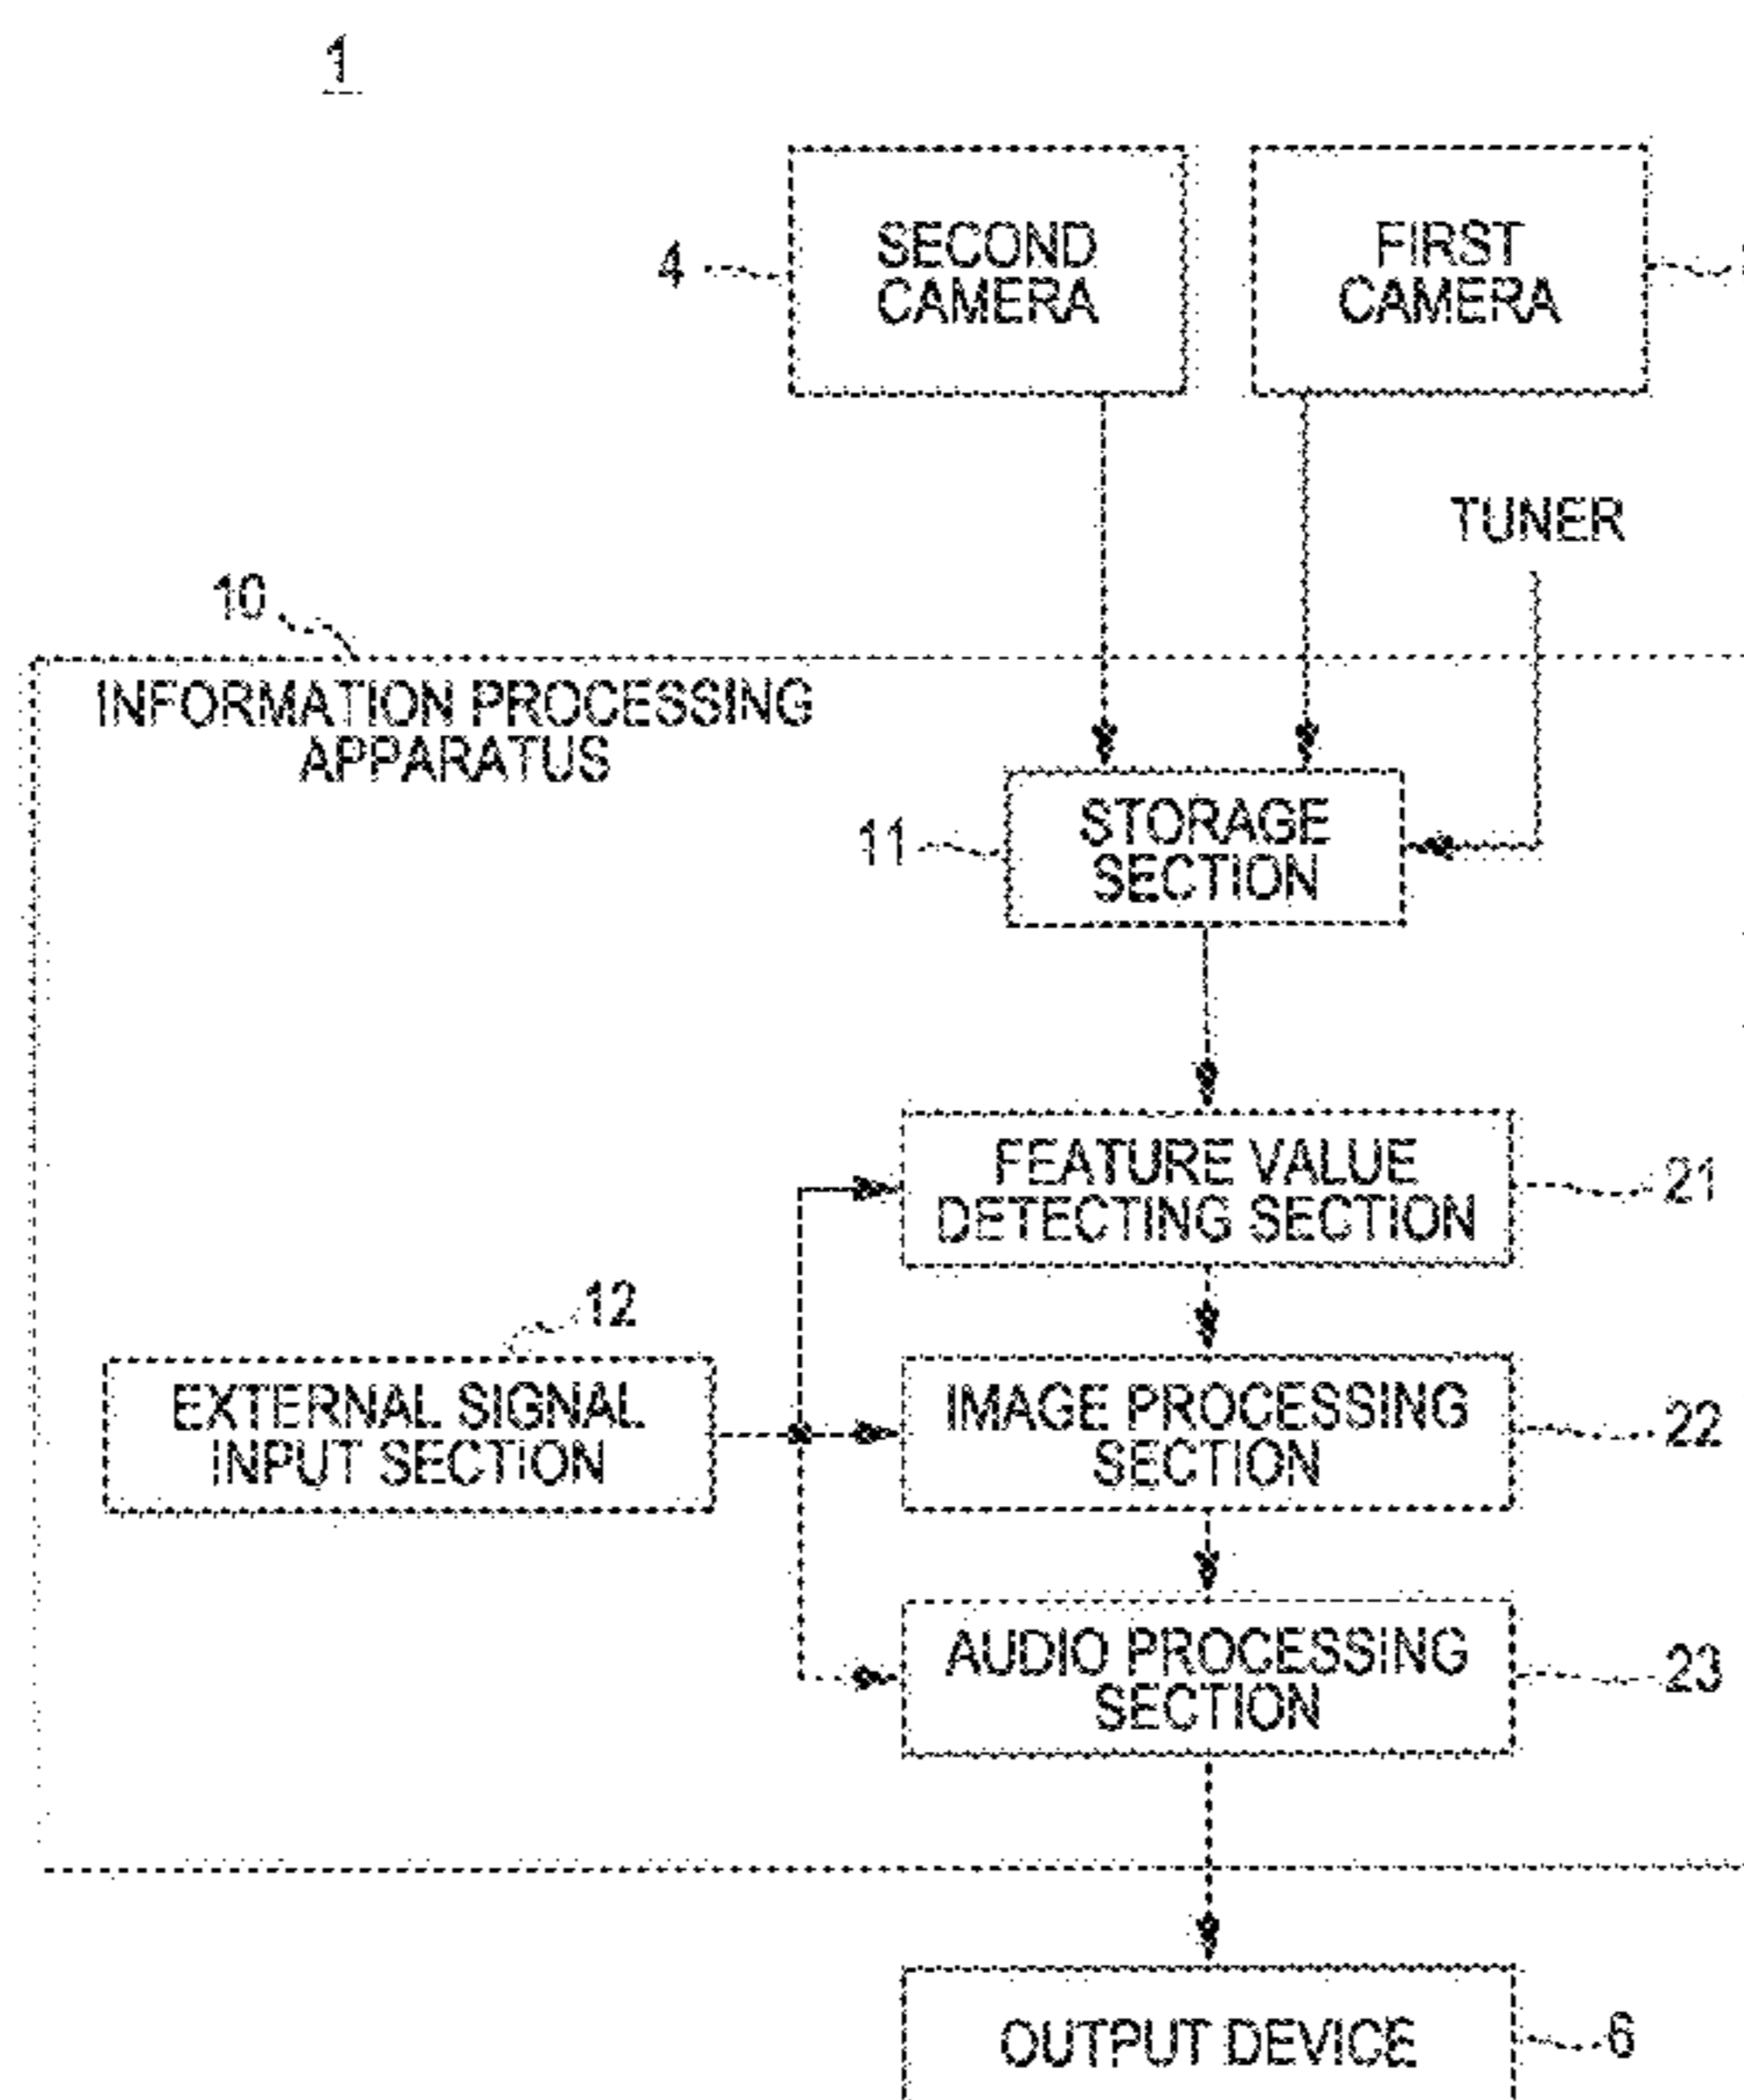 1
SECOND
CAMERA
4
FIRST
CAMERA
TUNER
10
INFORMATION PROCESSING
APPARATUS
STORAGE
SECTION
11
FEATURE VALUE
DETECTING SECTION
21
12
EXTERNAL SIGNAL
INPUT SECTION
IMAGE PROCESSING
SECTION
22
AUDIO PROCESSING
SECTION
23
OUTPUT DEVICE
6